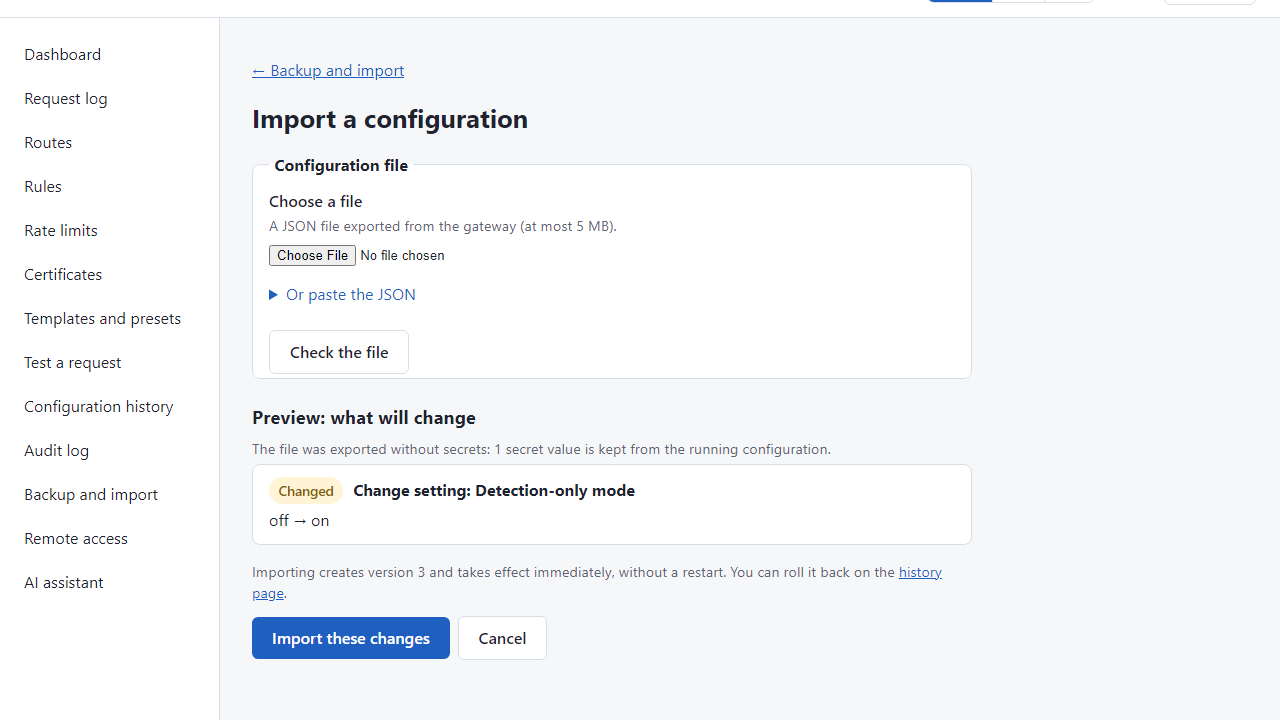 Dashboard
Request log
Routes
Rules
Rate limits
Certificates
Templates and presets
Test a request
Configuration history
Audit log
Backup and import
Remote access
AI assistant
← Backup and import
Import a configuration
Configuration file
Choose a file
A JSON file exported from the gateway (at most 5 MB).
Choose File No file chosen
Or paste the JSON
Check the file
Preview: what will change
The file was exported without secrets: 1 secret value is kept from the running configuration.
Changed Change setting: Detection-only mode
off → on
Importing creates version 3 and takes effect immediately, without a restart. You can roll it back on the history
page.
Import these changes Cancel